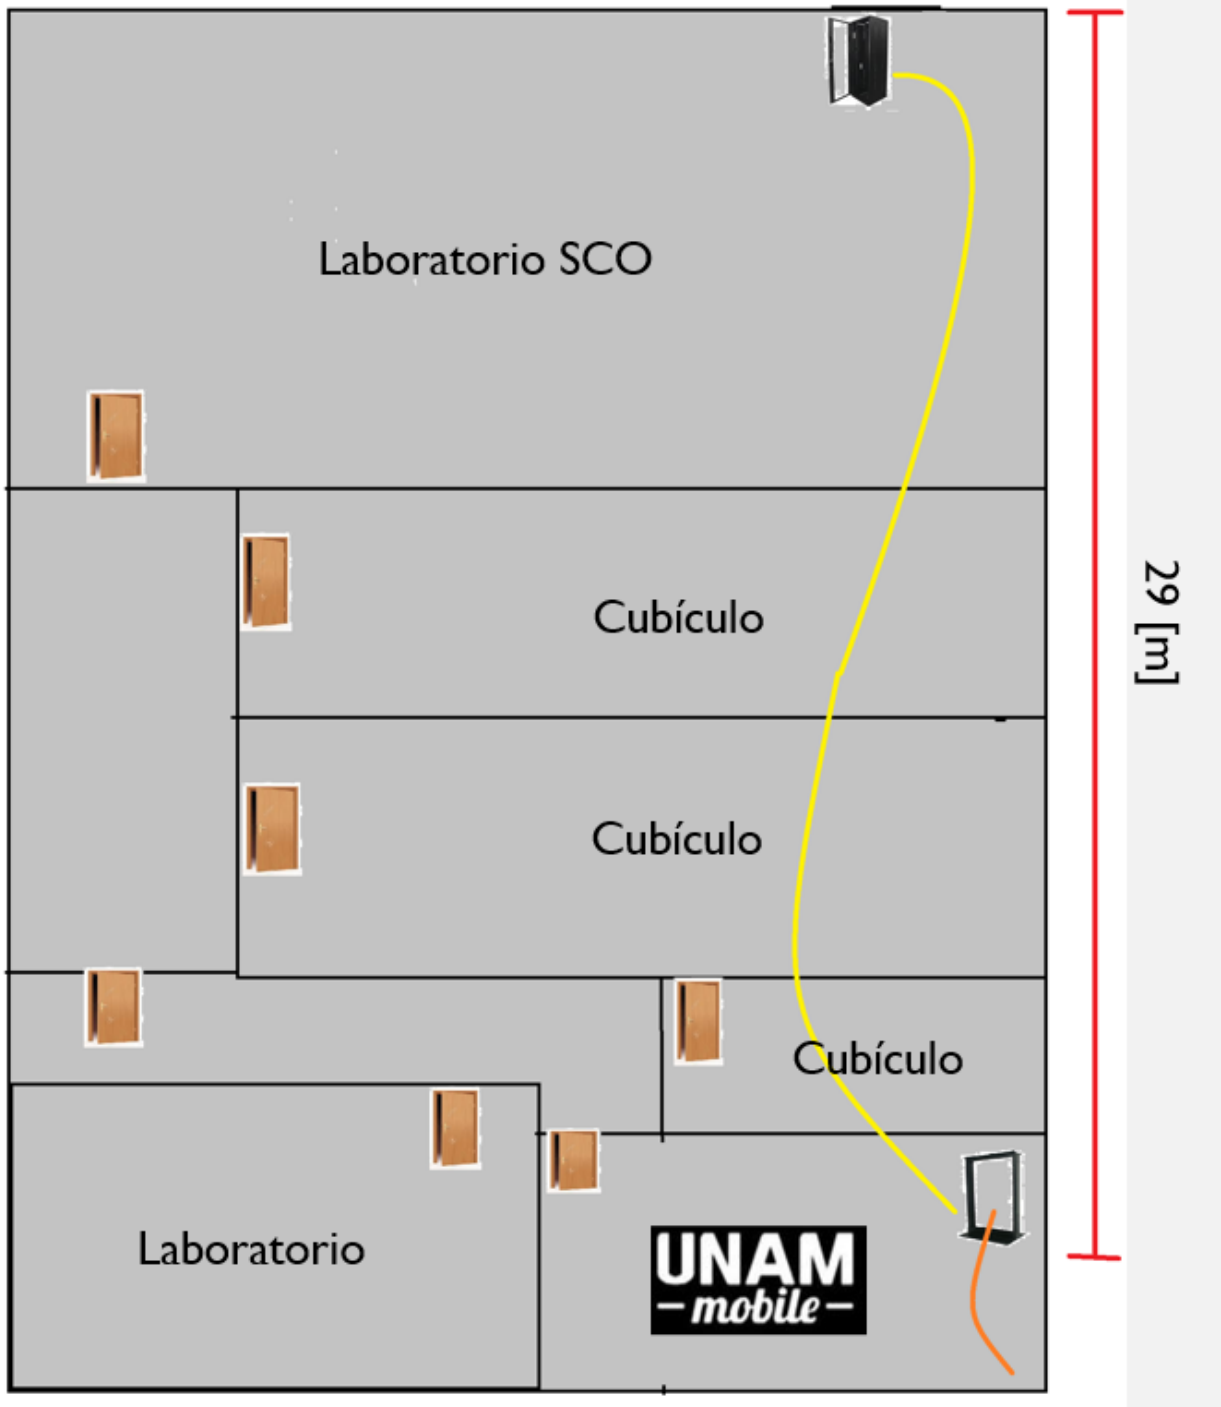 Laboratorio SCO
Cubículo
29 [m]
Cubículo
Cubículo
Laboratorio
UNAM
– mobile –